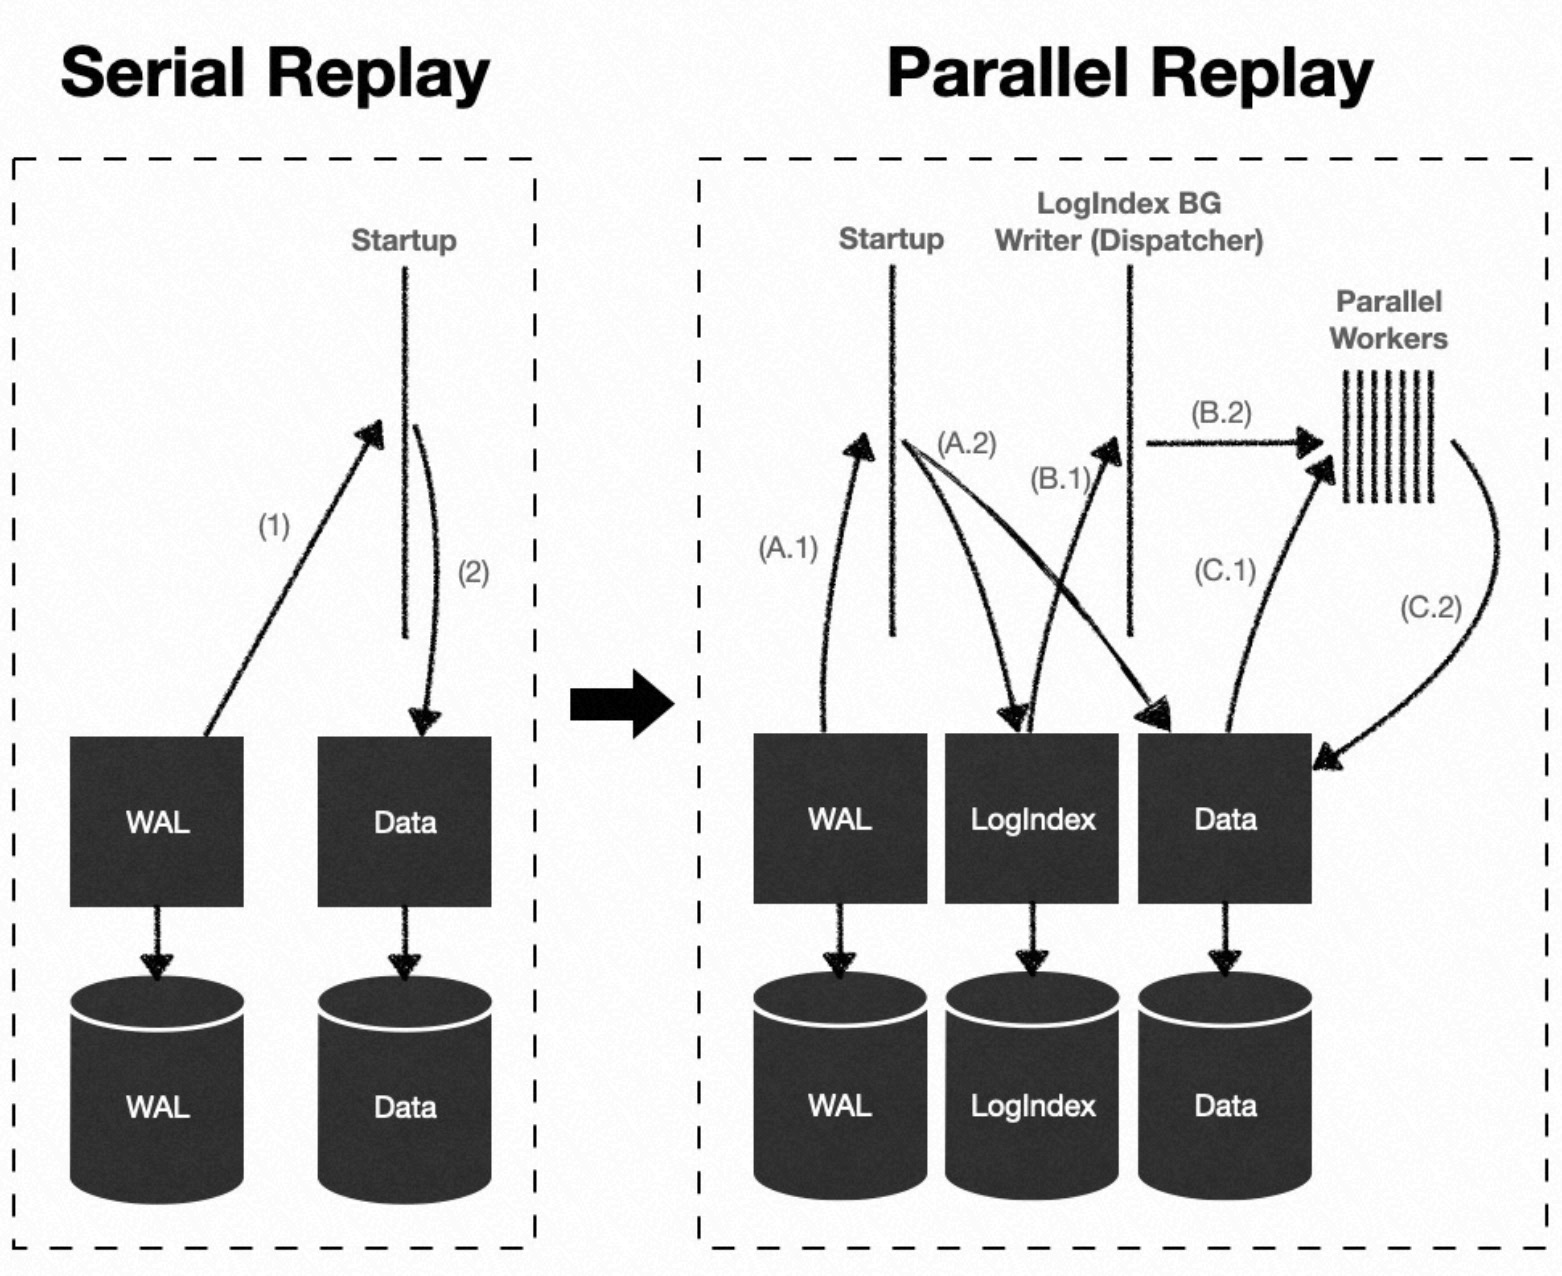 Serial Replay
Parallel Replay
Startup
(1)
(2)
WAL
Data
WAL
Data
Startup
LogIndex BG
Writer (Dispatcher)
Parallel
Workers
(A.1)
(A.2)
(B.1)
(B.2)
(C.1)
(C.2)
WAL
LogIndex
Data
WAL
LogIndex
Data